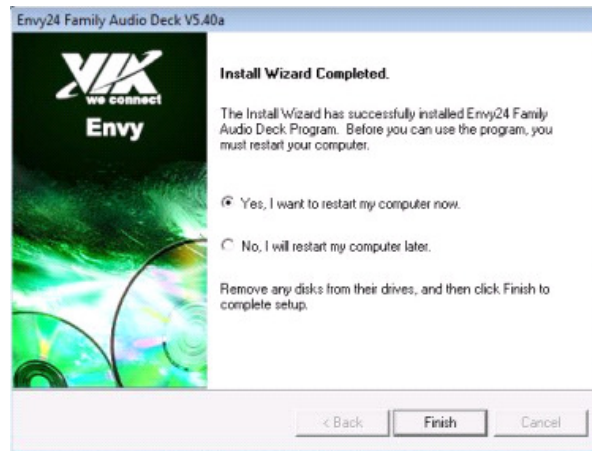 Envy24 Family Audio Deck V5.40a
VIA
we connect
Envy
Install Wizard Completed.
The Install Wizard has successfully installed Envy24 Family
Audio Deck Program. Before you can use the program, you
must restart your computer.
Yes, I want to restart my computer now.
No, I will restart my computer later.
Remove any disks from their drives, and then click Finish to
complete setup.
< Back
Finish
Cancel